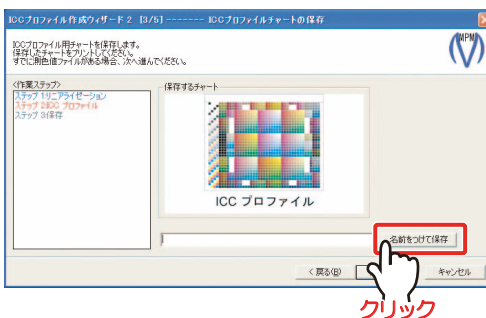 ICCプロファイル作成ウィザード2 [3/5] ------- ICCプロファイルチャートの保存
ICCプロファイル用チャートを保存します。
保存したチャートをプリントしてください。
すでに測色値ファイルがある場合、次へ進んでください。
MPM
<作業ステップ>
ステップ 1リニアライゼーション
ステップ 2ICC プロファイル
ステップ 3保存
保存するチャート
ICC プロファイル
名前をつけて保存
< 戻る(B)
キャンセル
クリック